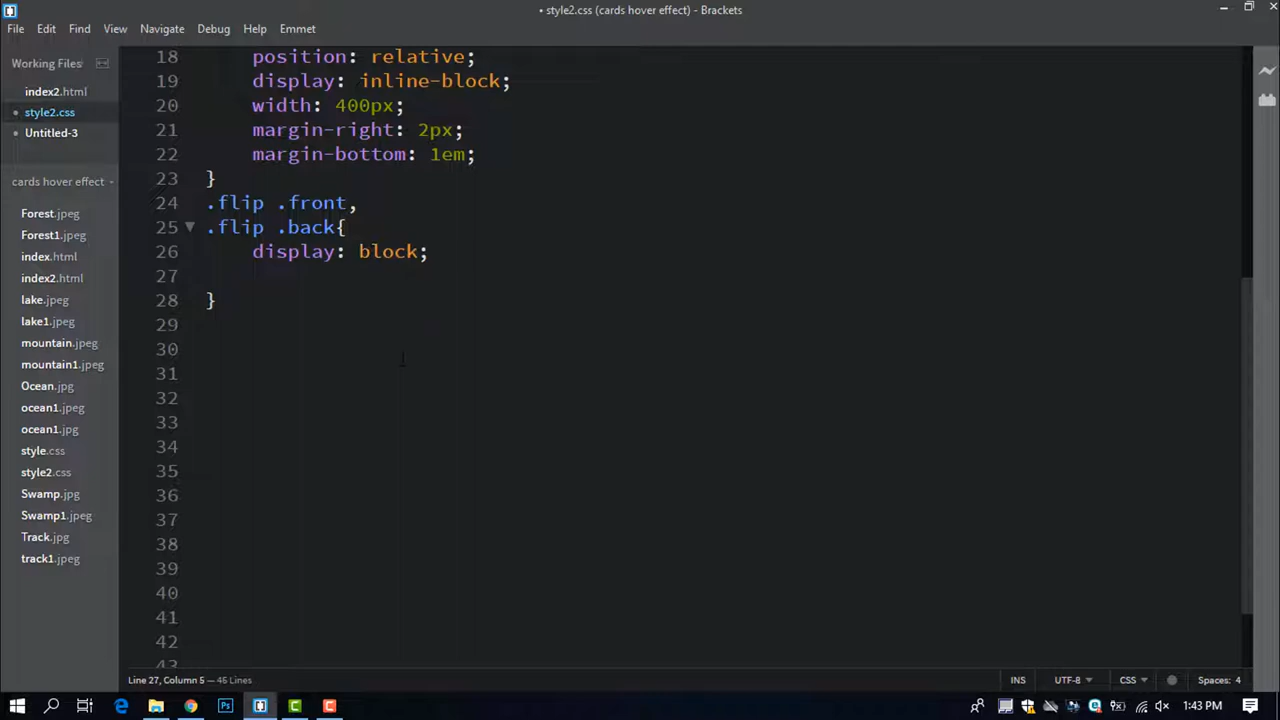 • style2.css (cards hover effect) - Brackets
File Edit Find View Navigate Debug Help Emmet
Working Files
index2.html
style2.css
Untitled-3
cards hover effect
Forest.jpeg
Forest1.jpeg
index.html
index2.html
lake.jpeg
lake1.jpeg
mountain.jpeg
mountain1.jpeg
Ocean.jpg
ocean1.jpeg
ocean1.jpg
style.css
style2.css
Swamp.jpg
Swamp1.jpeg
Track.jpg
track1.jpeg
18 position: relative;
19 display: inline-block;
20 width: 400px;
21 margin-right: 2px;
22 margin-bottom: 1em;
23 }
24 .flip .front,
25 .flip .back{
26 display: block;
27
28 }
29
30
31
32
33
34
35
36
37
38
39
40
41
42
43
Line 27, Column 5 — 45 Lines
INS UTF-8 CSS Spaces: 4
1:43 PM